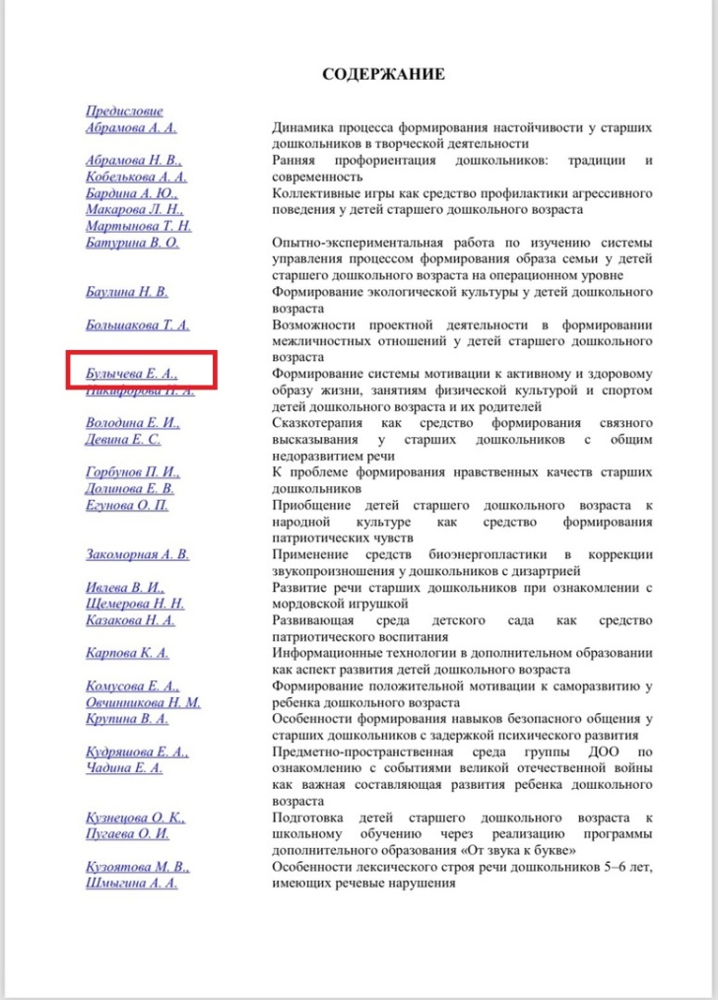 СОДЕРЖАНИЕ
Предисловие
Абрамова А. А. Динамика процесса формирования настойчивости у старших
дошкольников в творческой деятельности
Абрамова Н. В., Ранняя профориентация дошкольников: традиции и
Кобелькова А. А. современность
Бардина А. Ю., Коллективные игры как средство профилактики агрессивного
Макарова Л. Н., поведения у детей старшего дошкольного возраста
Мартынова Т. Н.
Батурина В. О. Опытно-экспериментальная работа по изучению системы
управления процессом формирования образа семьи у детей
старшего дошкольного возраста на операционном уровне
Баулина Н. В. Формирование экологической культуры у детей дошкольного
возраста
Большакова Т. А. Возможности проектной деятельности в формировании
межличностных отношений у детей старшего дошкольного
возраста
Булычева Е. А., Формирование системы мотивации к активному и здоровому
Никифорова Н. А. образу жизни, занятиям физической культурой и спортом
детей дошкольного возраста и их родителей
Володина Е. И., Сказкотерапия как средство формирования связного
Девина Е. С. высказывания у старших дошкольников с общим
недоразвитием речи
Горбунов П. И., К проблеме формирования нравственных качеств старших
Долинова Е. В. дошкольников
Егунова О. П. Приобщение детей старшего дошкольного возраста к
народной культуре как средство формирования
патриотических чувств
Закоморная А. В. Применение средств биоэнергопластики в коррекции
звукопроизношения у дошкольников с дизартрией
Ивлева В. И., Развитие речи старших дошкольников при ознакомлении с
Щемерова Н. Н. мордовской игрушкой
Казакова Н. А. Развивающая среда детского сада как средство
патриотического воспитания
Карпова К. А. Информационные технологии в дополнительном образовании
как аспект развития детей дошкольного возраста
Комусова Е. А., Формирование положительной мотивации к саморазвитию у
Овчинникова Н. М. ребенка дошкольного возраста
Крупина В. А. Особенности формирования навыков безопасного общения у
старших дошкольников с задержкой психического развития
Кудряшова Е. А., Предметно-пространственная среда группы ДОО по
Чадина Е. А. ознакомлению с событиями великой отечественной войны
как важная составляющая развития ребенка дошкольного
возраста
Кузнецова О. К., Подготовка детей старшего дошкольного возраста к
Пугаева О. И. школьному обучению через реализацию программы
дополнительного образования «От звука к букве»
Кузоятова М. В., Особенности лексического строя речи дошкольников 5–6 лет,
Шмыгина А. А. имеющих речевые нарушения